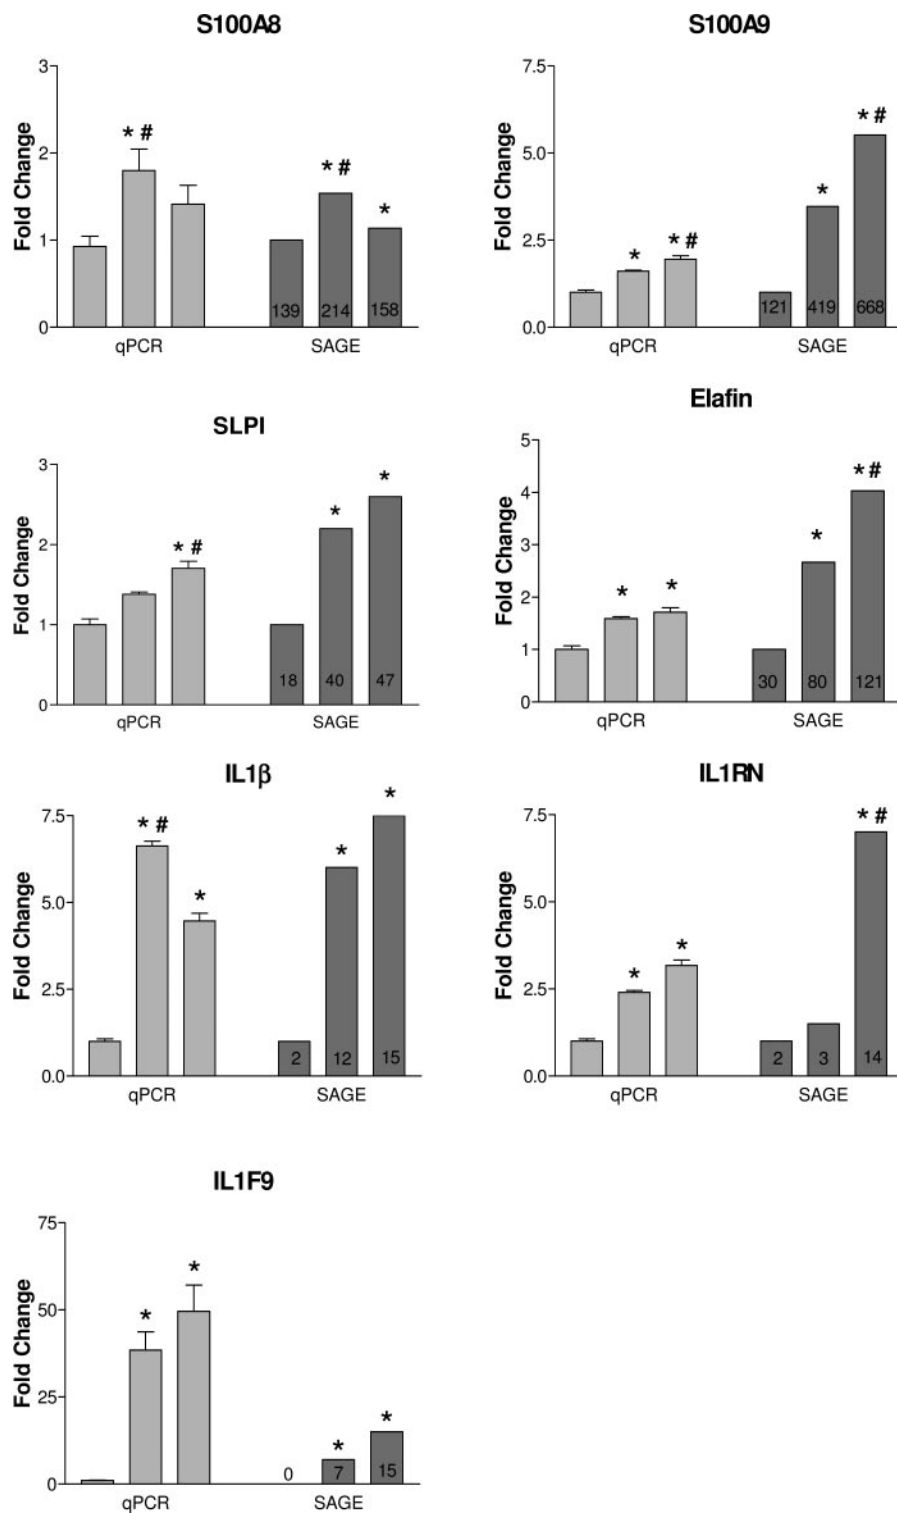 S100A8
Fold Change
3
2
1
0
* #
* #
*
139 214 158
qPCR SAGE
S100A9
Fold Change
7.5
5.0
2.5
0.0
*
* #
*
* #
121 419 668
qPCR SAGE
SLPI
Fold Change
3
2
1
0
* #
*
*
18 40 47
qPCR SAGE
Elafin
Fold Change
5
4
3
2
1
0
*
*
*
* #
30 80 121
qPCR SAGE
IL1β
Fold Change
7.5
5.0
2.5
0.0
* #
*
*
*
2 12 15
qPCR SAGE
IL1RN
Fold Change
7.5
5.0
2.5
0.0
*
*
* #
2 3 14
qPCR SAGE
IL1F9
Fold Change
75
50
25
0
*
*
*
*
0 7 15
qPCR SAGE